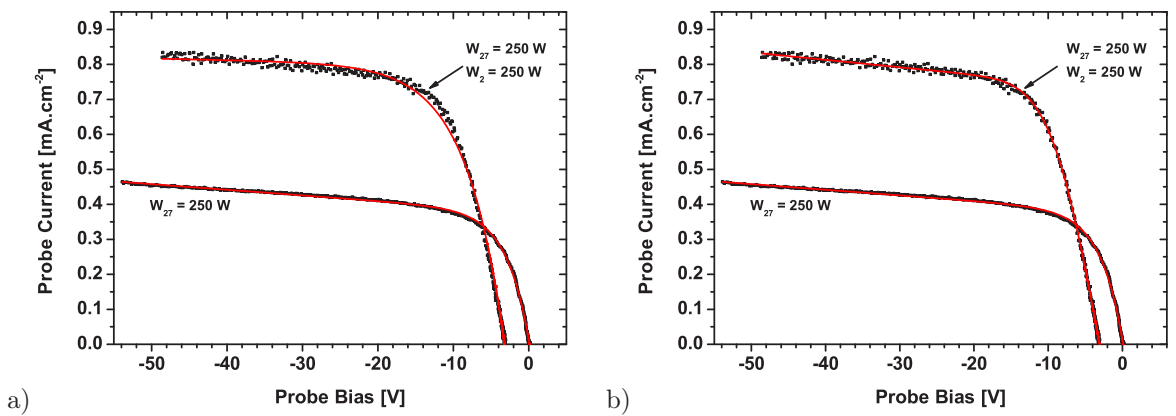 0.9
0.8
0.7
0.6
0.5
0.4
0.3
0.2
0.1
0.0
Probe Current [mA.cm-2]
W27 = 250 W
W2 = 250 W
W27 = 250 W
-50 -40 -30 -20 -10 0
Probe Bias [V]
a)
0.9
0.8
0.7
0.6
0.5
0.4
0.3
0.2
0.1
0.0
Probe Current [mA.cm-2]
W27 = 250 W
W2 = 250 W
W27 = 250 W
-50 -40 -30 -20 -10 0
Probe Bias [V]
b)